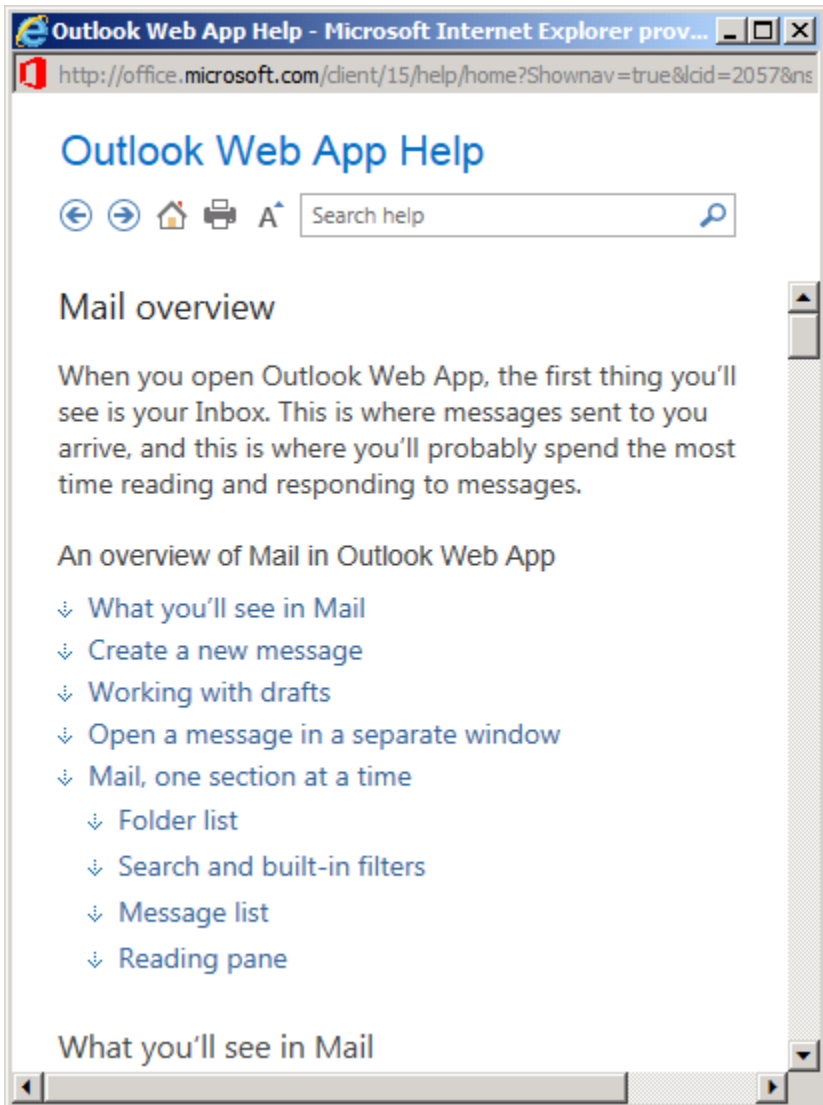 Outlook Web App Help - Microsoft Internet Explorer prov...
http://office.microsoft.com/client/15/help/home?Shownav=true&lcid=2057&ns
Outlook Web App Help
A
Search help
Mail overview
When you open Outlook Web App, the first thing you'll
see is your Inbox. This is where messages sent to you
arrive, and this is where you'll probably spend the most
time reading and responding to messages.
An overview of Mail in Outlook Web App
What you'll see in Mail
Create a new message
Working with drafts
Open a message in a separate window
Mail, one section at a time
Folder list
Search and built-in filters
Message list
Reading pane
What you'll see in Mail